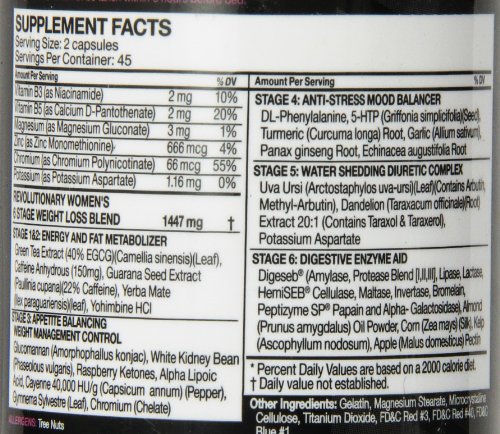 SUPPLEMENT FACTS
Serving Size: 2 capsules
Servings Per Container: 45
Amount Per Serving % DV
Vitamin B3 (as Niacinamide) 2 mg 10%
Vitamin B5 (as Calcium D-Pantothenate) 2 mg 20%
Magnesium (as Magnesium Gluconate) 3 mg 1%
Zinc (as Zinc Monomethionine) 666 mcg 4%
Chromium (as Chromium Polynicotinate) 66 mcg 55%
Potassium (as Potassium Aspartate) 1.16 mg 0%
REVOLUTIONARY WOMEN'S
6 STAGE WEIGHT LOSS BLEND 1447 mg †
STAGE 1&2: ENERGY AND FAT METABOLIZER
Green Tea Extract (40% EGCG)(Camellia sinensis)(Leaf),
Caffeine Anhydrous (150mg), Guarana Seed Extract
(Paullinia cupana)(22% Caffeine), Yerba Mate
(Ilex paraguariensis)(leaf), Yohimbine HCl
STAGE 3: APPETITE BALANCING
WEIGHT MANAGEMENT CONTROL
Glucomannan (Amorphophallus konjac), White Kidney Bean
(Phaseolus vulgaris), Raspberry Ketones, Alpha Lipoic
Acid, Cayenne 40,000 HU/g (Capsicum annum) (Pepper),
Gymnema Sylvestre (Leaf), Chromium (Chelate)
ALLERGENS: Tree Nuts
Amount Per Serving % DV
STAGE 4: ANTI-STRESS MOOD BALANCER
DL-Phenylalanine, 5-HTP (Griffonia simplicifolia)(Seed),
Turmeric (Curcuma longa) Root, Garlic (Allium sativum),
Panax ginseng Root, Echinacea augustifolia Root
STAGE 5: WATER SHEDDING DIURETIC COMPLEX
Uva Ursi (Arctostaphylos uva-ursi)(Leaf)(Contains Arbutin,
Methyl-Arbutin), Dandelion (Taraxacum officinale)(Root)
Extract 20:1 (Contains Taraxol & Taraxerol),
Potassium Aspartate
STAGE 6: DIGESTIVE ENZYME AID
Digeseb® (Amylase, Protease Blend [I,II,III], Lipase, Lactase,
HemiSEB® Cellulase, Maltase, Invertase, Bromelain,
Peptizyme SP® Papain and Alpha- Galactosidase), Almond
(Prunus amygdalus) Oil Powder, Corn (Zea mays) (Silk), Kelp
(Ascophyllum nodosum), Apple (Malus domesticus) Pectin
* Percent Daily Values are based on a 2000 calorie diet.
† Daily value not established.
Other Ingredients: Gelatin, Magnesium Stearate, Microcrystalline
Cellulose, Titanium Dioxide, FD&C Red #3, FD&C Red #40, FD&C
Blue #1